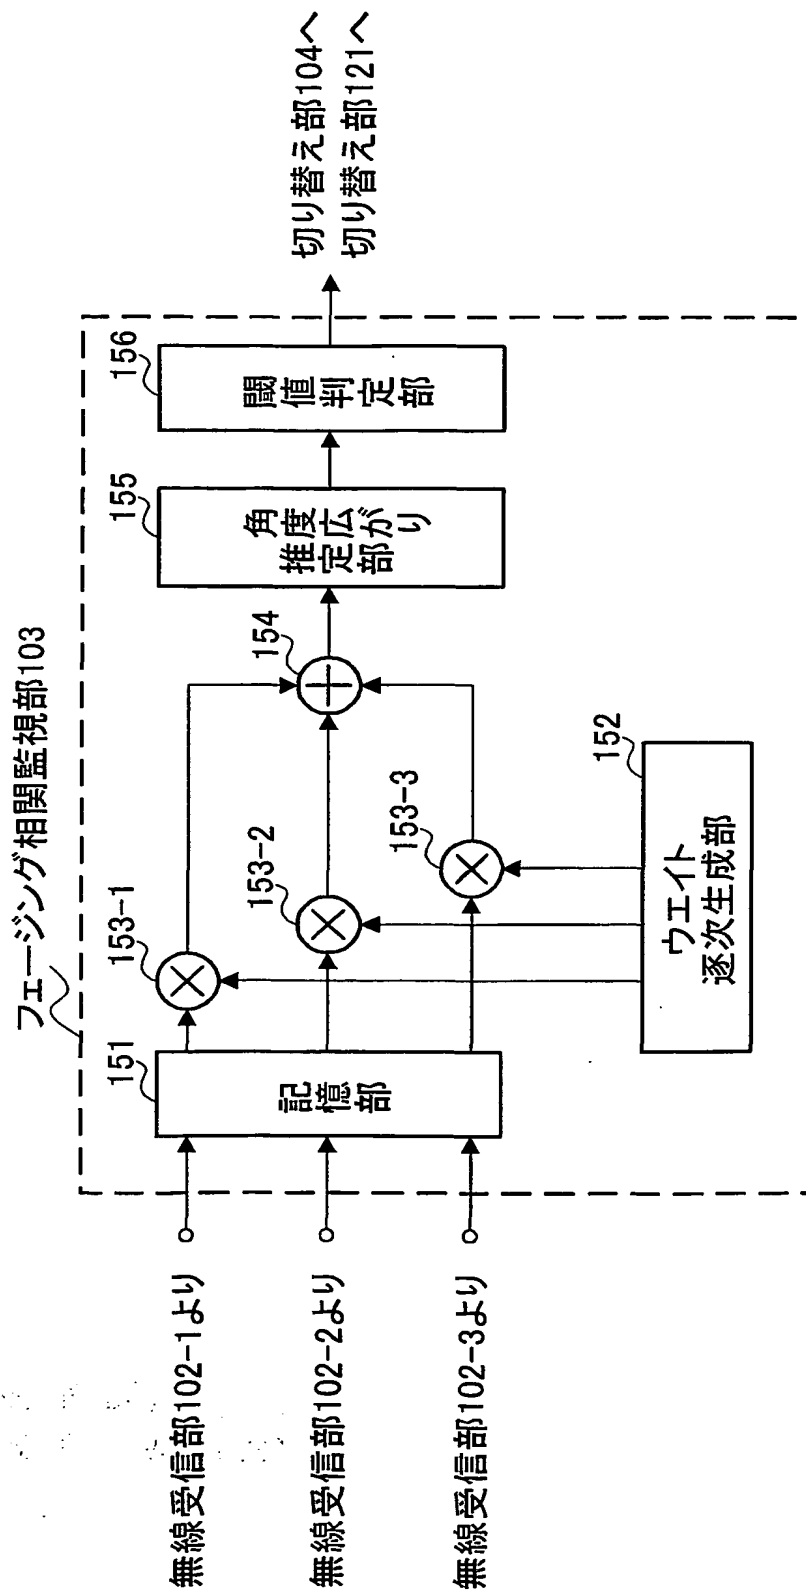 フェージング相関監視部103
無線受信部102-1より
無線受信部102-2より
無線受信部102-3より
151
記憶部
153-1
153-2
153-3
152
ウエイト
逐次生成部
154
155
角度広がり
推定部
156
閾値判定部
切り替え部104へ
切り替え部121へ